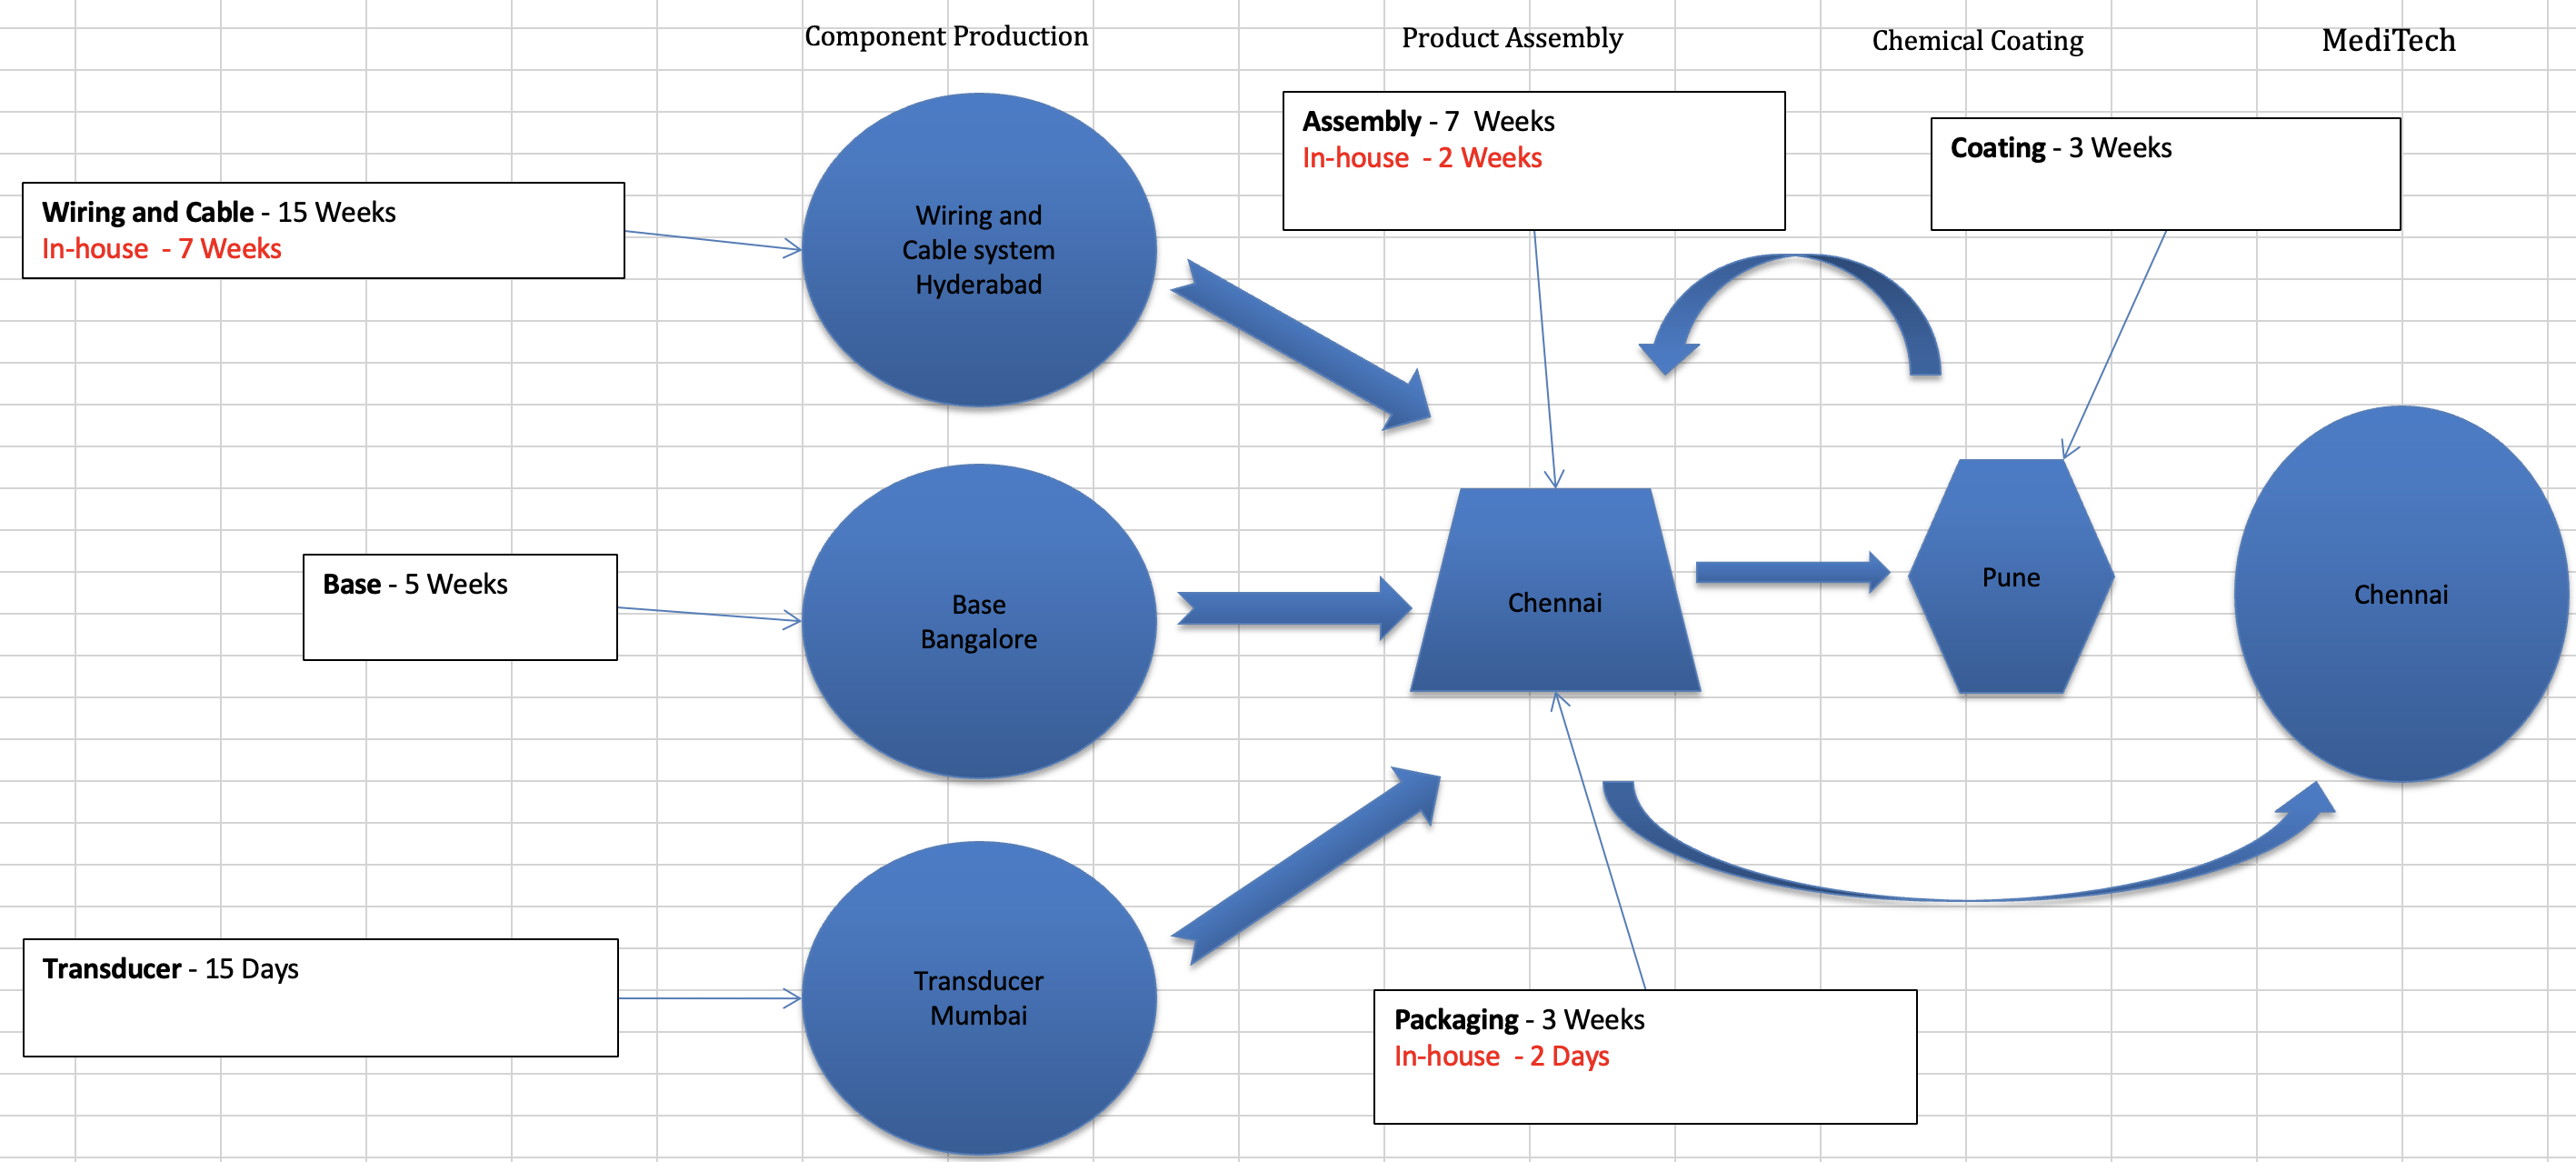 Component Production
Product Assembly
Chemical Coating
MediTech
Assembly - 7 Weeks
In-house - 2 Weeks
Coating - 3 Weeks
Wiring and Cable - 15 Weeks
In-house - 7 Weeks
Wiring and
Cable system
Hyderabad
Base - 5 Weeks
Base
Bangalore
Chennai
Pune
Chennai
Transducer - 15 Days
Transducer
Mumbai
Packaging - 3 Weeks
In-house - 2 Days